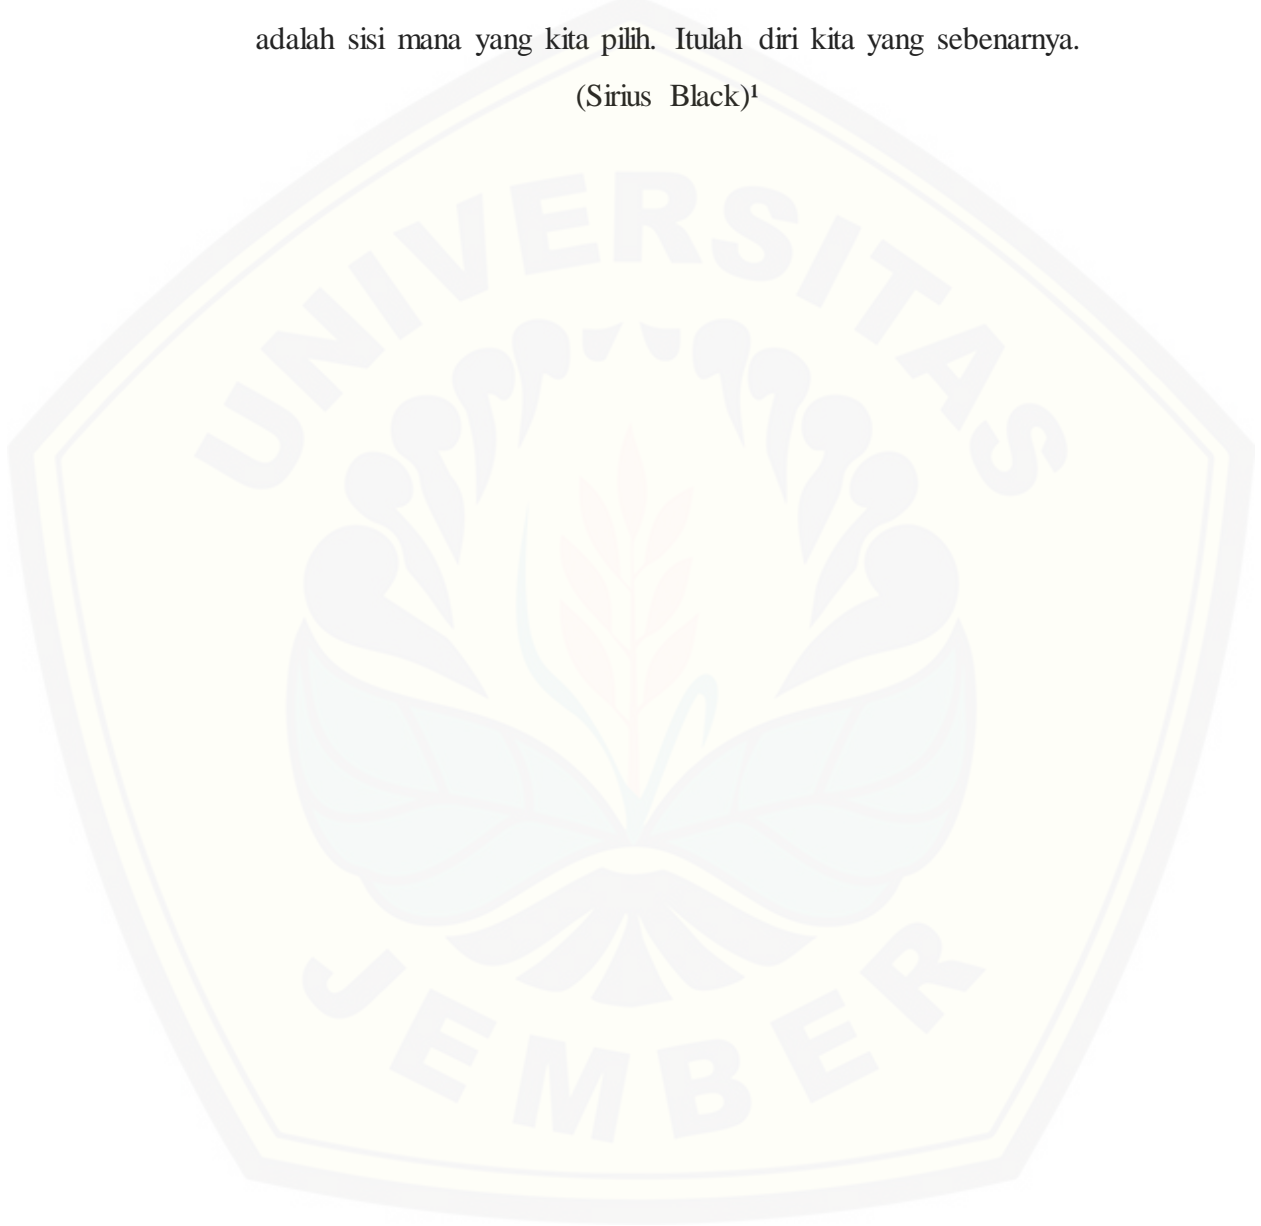 adalah sisi mana yang kita pilih. Itulah diri kita yang sebenarnya.
(Sirius Black)¹
UNIVERSITAS
JEMBER